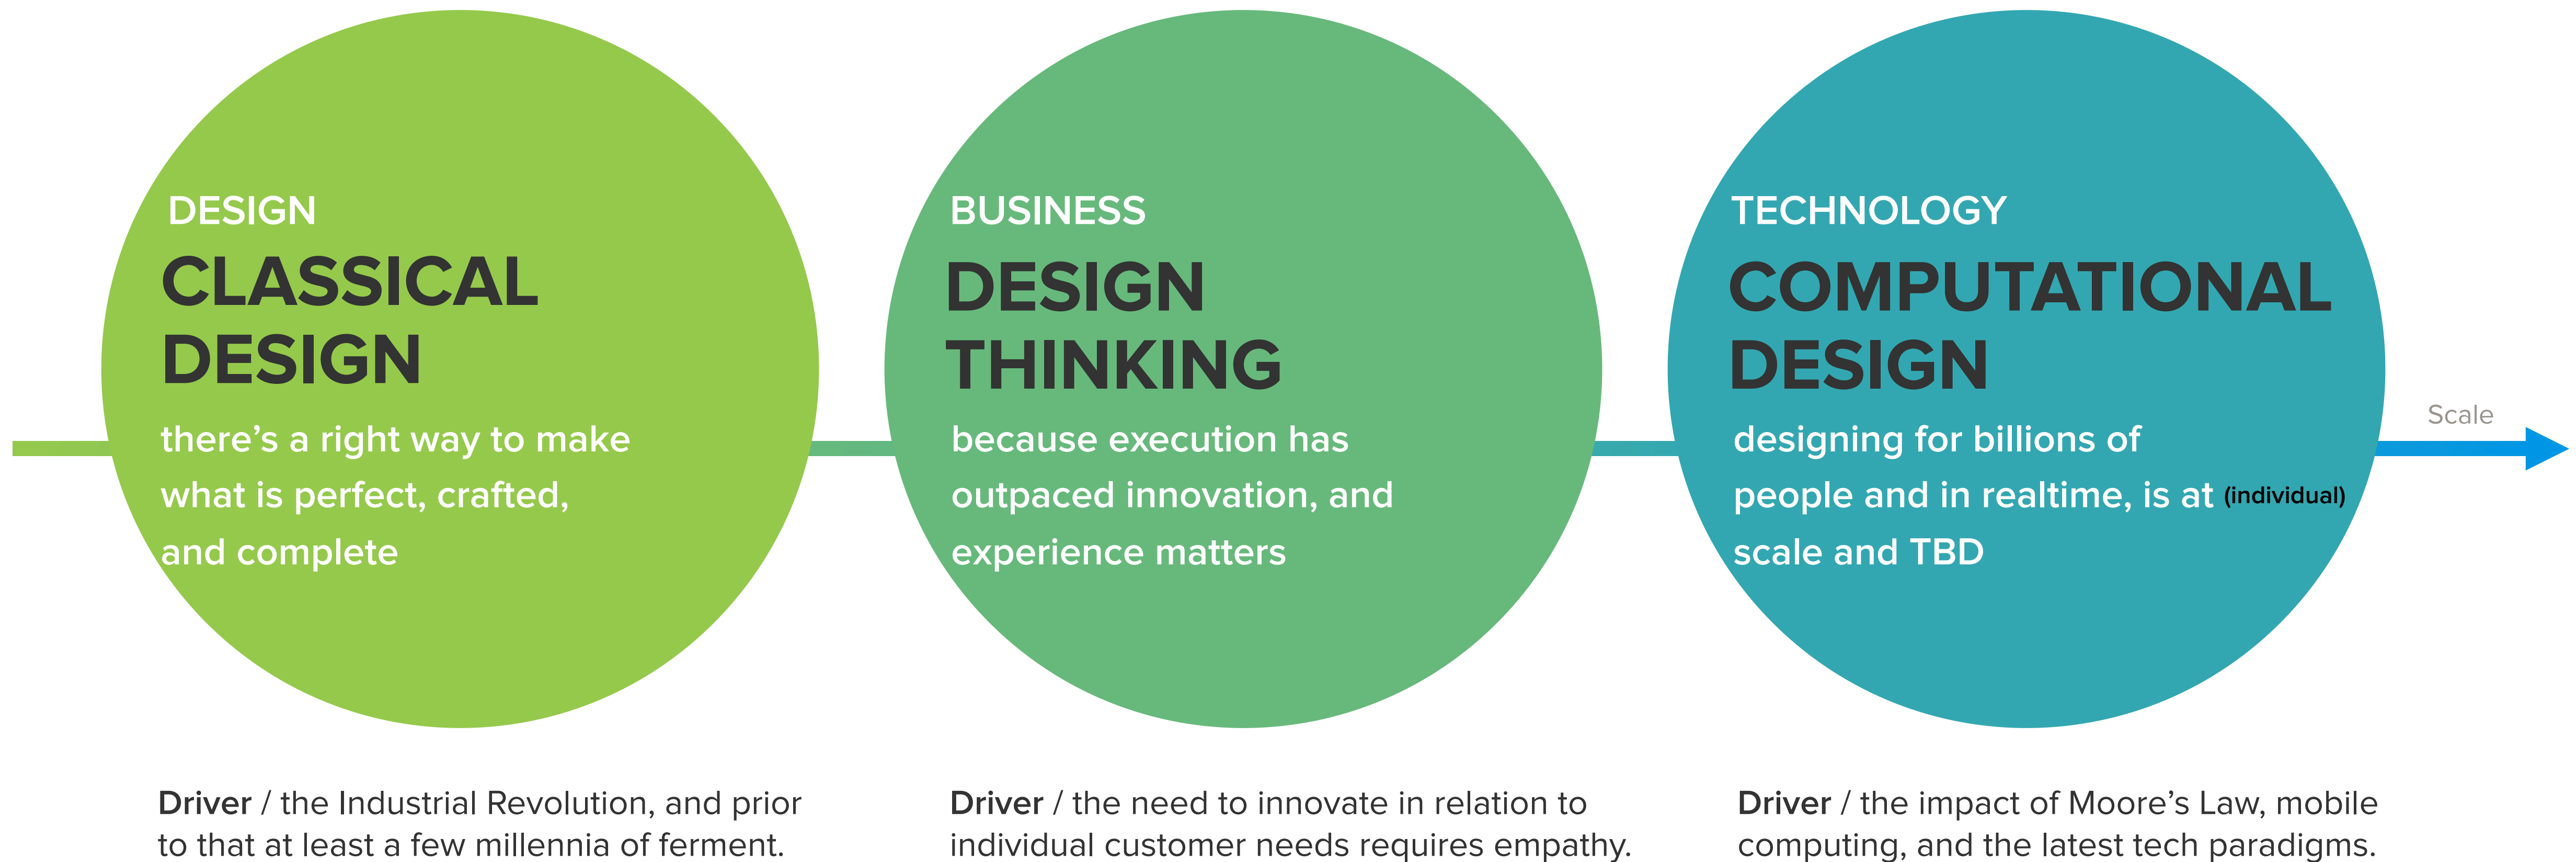 DESIGN
CLASSICAL
DESIGN
there’s a right way to make
what is perfect, crafted,
and complete
Driver / the Industrial Revolution, and prior
to that at least a few millennia of ferment.
BUSINESS
DESIGN
THINKING
because execution has
outpaced innovation, and
experience matters
Driver / the need to innovate in relation to
individual customer needs requires empathy.
TECHNOLOGY
COMPUTATIONAL
DESIGN
designing for billions of
people and in realtime, is at (individual)
scale and TBD
Driver / the impact of Moore’s Law, mobile
computing, and the latest tech paradigms.
Scale